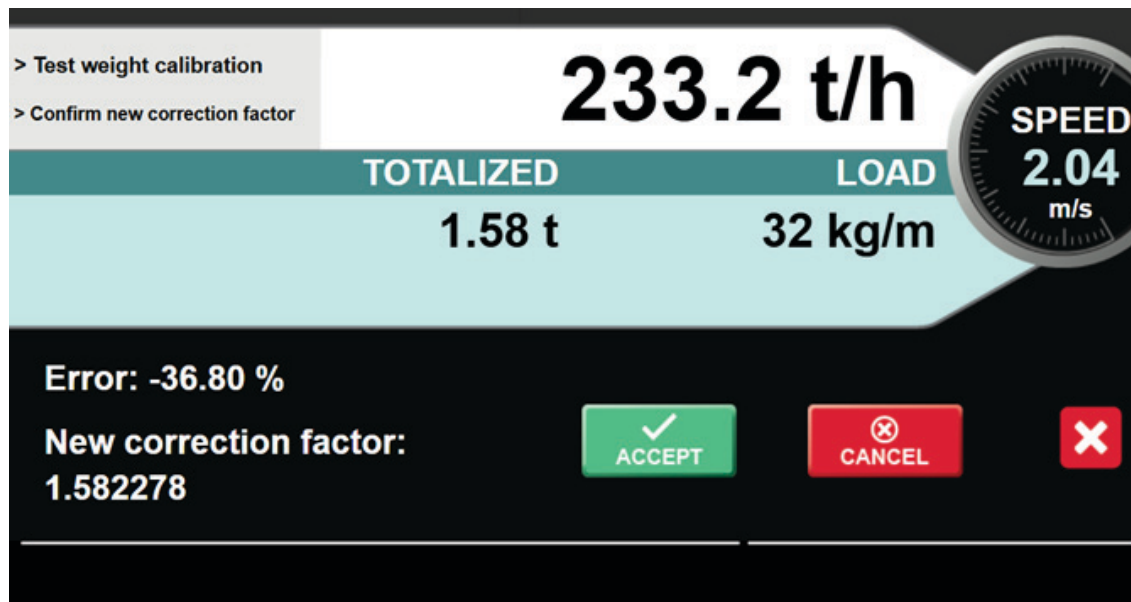 > Test weight calibration
> Confirm new correction factor
233.2 t/h
SPEED
2.04
m/s
TOTALIZED LOAD
1.58 t 32 kg/m
Error: -36.80 %
New correction factor:
1.582278
ACCEPT
CANCEL